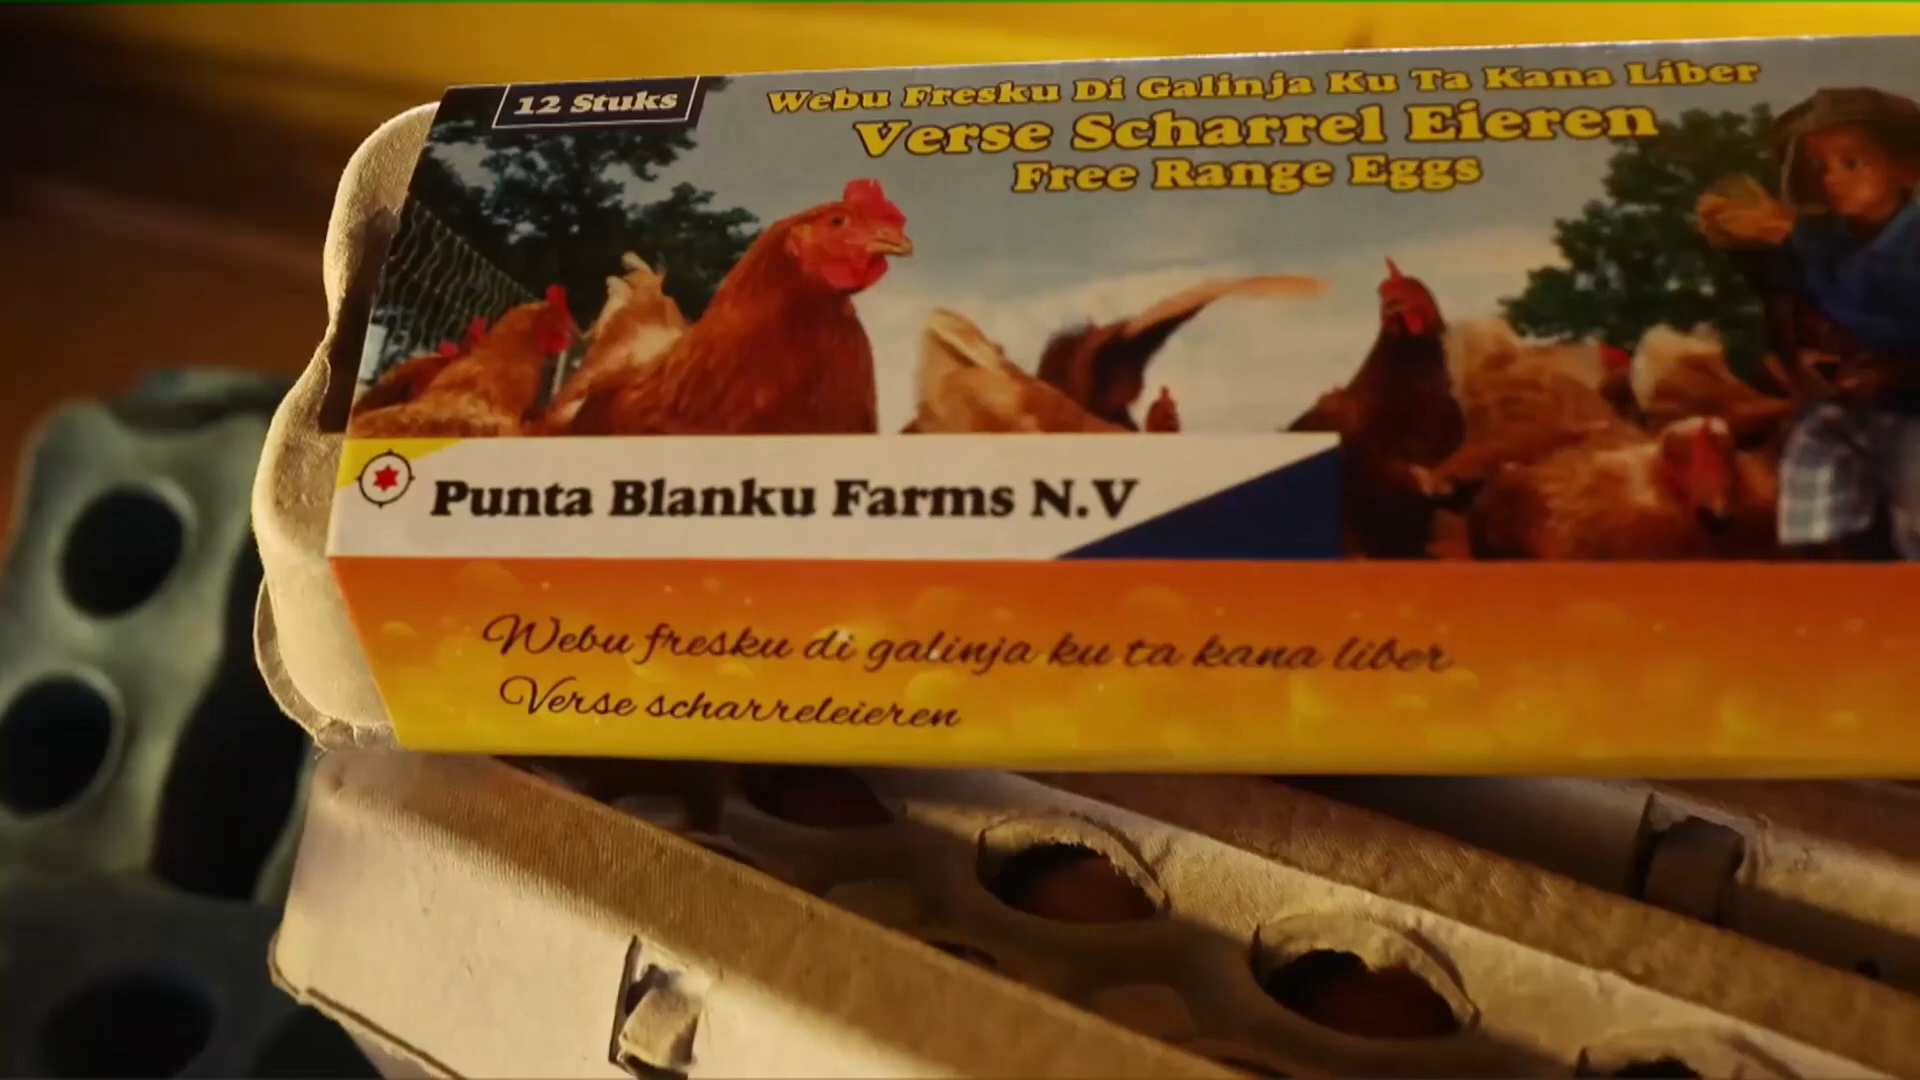 12 Stuks
Webu Fresku Di Galinja Ku Ta Kana Liber
Verse Scharrel Eieren
Free Range Eggs
Punta Blanku Farms N.V
Webu fresku di galinja ku ta kana liber
Verse scharreleieren